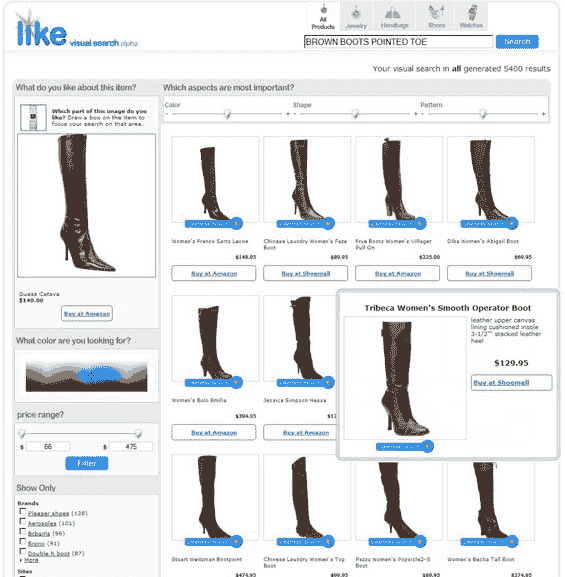 like visual search alpha
All Products
Jewelry
Handbags
Shoes
Watches
BROWN BOOTS POINTED TOE
Search
Your visual search in all generated 5400 results
What do you like about this item?
Which part of this image do you like? Draw a box on the item to focus your search on that area.
Guess Catava
$140.00
Buy at Amazon
What color are you looking for?
price range?
$ 66 $ 475
Show Only
Brands
Pleaser shoes (138)
Aerosoles (101)
Bcbgirls (96)
Bronx (91)
Double h boot (87)
More
Sites
Which aspects are most important?
Color
Shape
Pattern
Women's Franco Sarto Leone
$148.95
Buy at Amazon
Chinese Laundry Women's Faze Boot
$89.95
Buy at Shoemall
Frye Boots Women's Villager Pull On
$225.00
Buy at Amazon
Diba Women's Abigail Boot
$69.95
Buy at Shoemall
Women's Bolo Emilia
$394.95
Buy at Amazon
Jessica Simpson Hassa
Buy at Amazon
Tribeca Women's Smooth Operator Boot
leather upper canvas
lining cushioned insole
3-1/2"" stacked leather
heel
$129.95
Buy at Shoemall
Stuart Weitzman Bootpoint
$474.95
Chinese Laundry Women's Top Boot
$99.95
Pazzo Women's Popsicle2-S Boot
$69.95
Women's Becka Tall Boot
$374.95